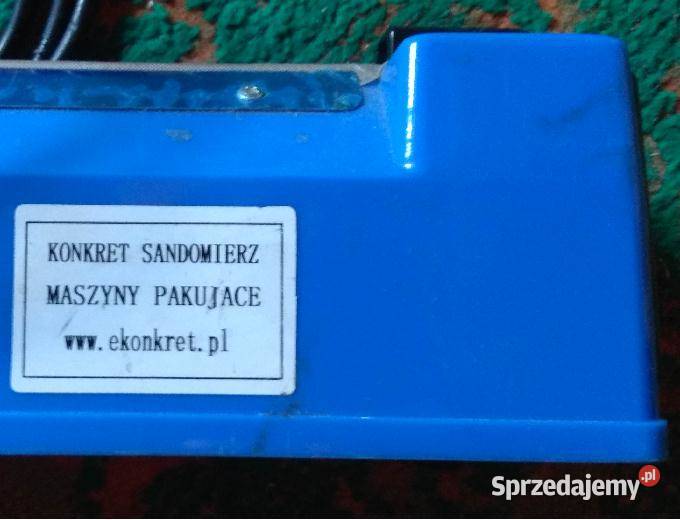 KONKRET SANDOMIERZ
MASZYNY PAKUJACE
www.ekonkret.pl
Sprzedajemy.pl